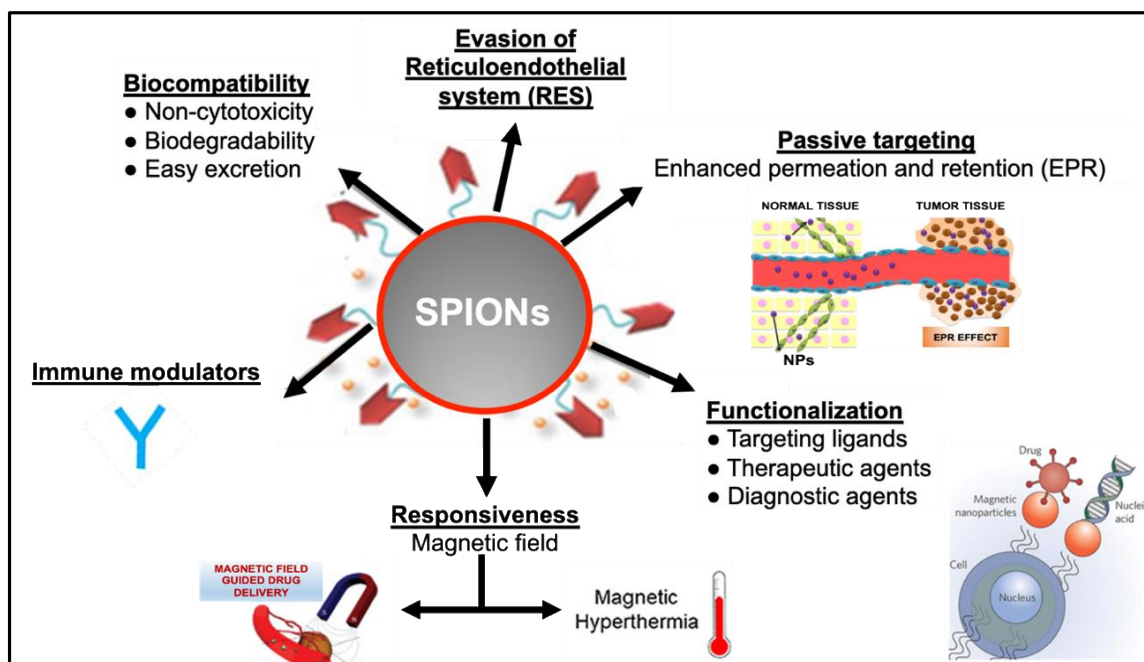 Evasion of
Reticuloendothelial
system (RES)
Biocompatibility
● Non-cytotoxicity
● Biodegradability
● Easy excretion
Passive targeting
Enhanced permeation and retention (EPR)
NORMAL TISSUE
TUMOR TISSUE
EPR EFFECT
NPs
SPIONs
Immune modulators
Functionalization
● Targeting ligands
● Therapeutic agents
● Diagnostic agents
Drug
Magnetic
nanoparticles
Nuclei
acid
Cell
Nucleus
Responsiveness
Magnetic field
MAGNETIC FIELD
GUIDED DRUG
DELIVERY
Magnetic
Hyperthermia